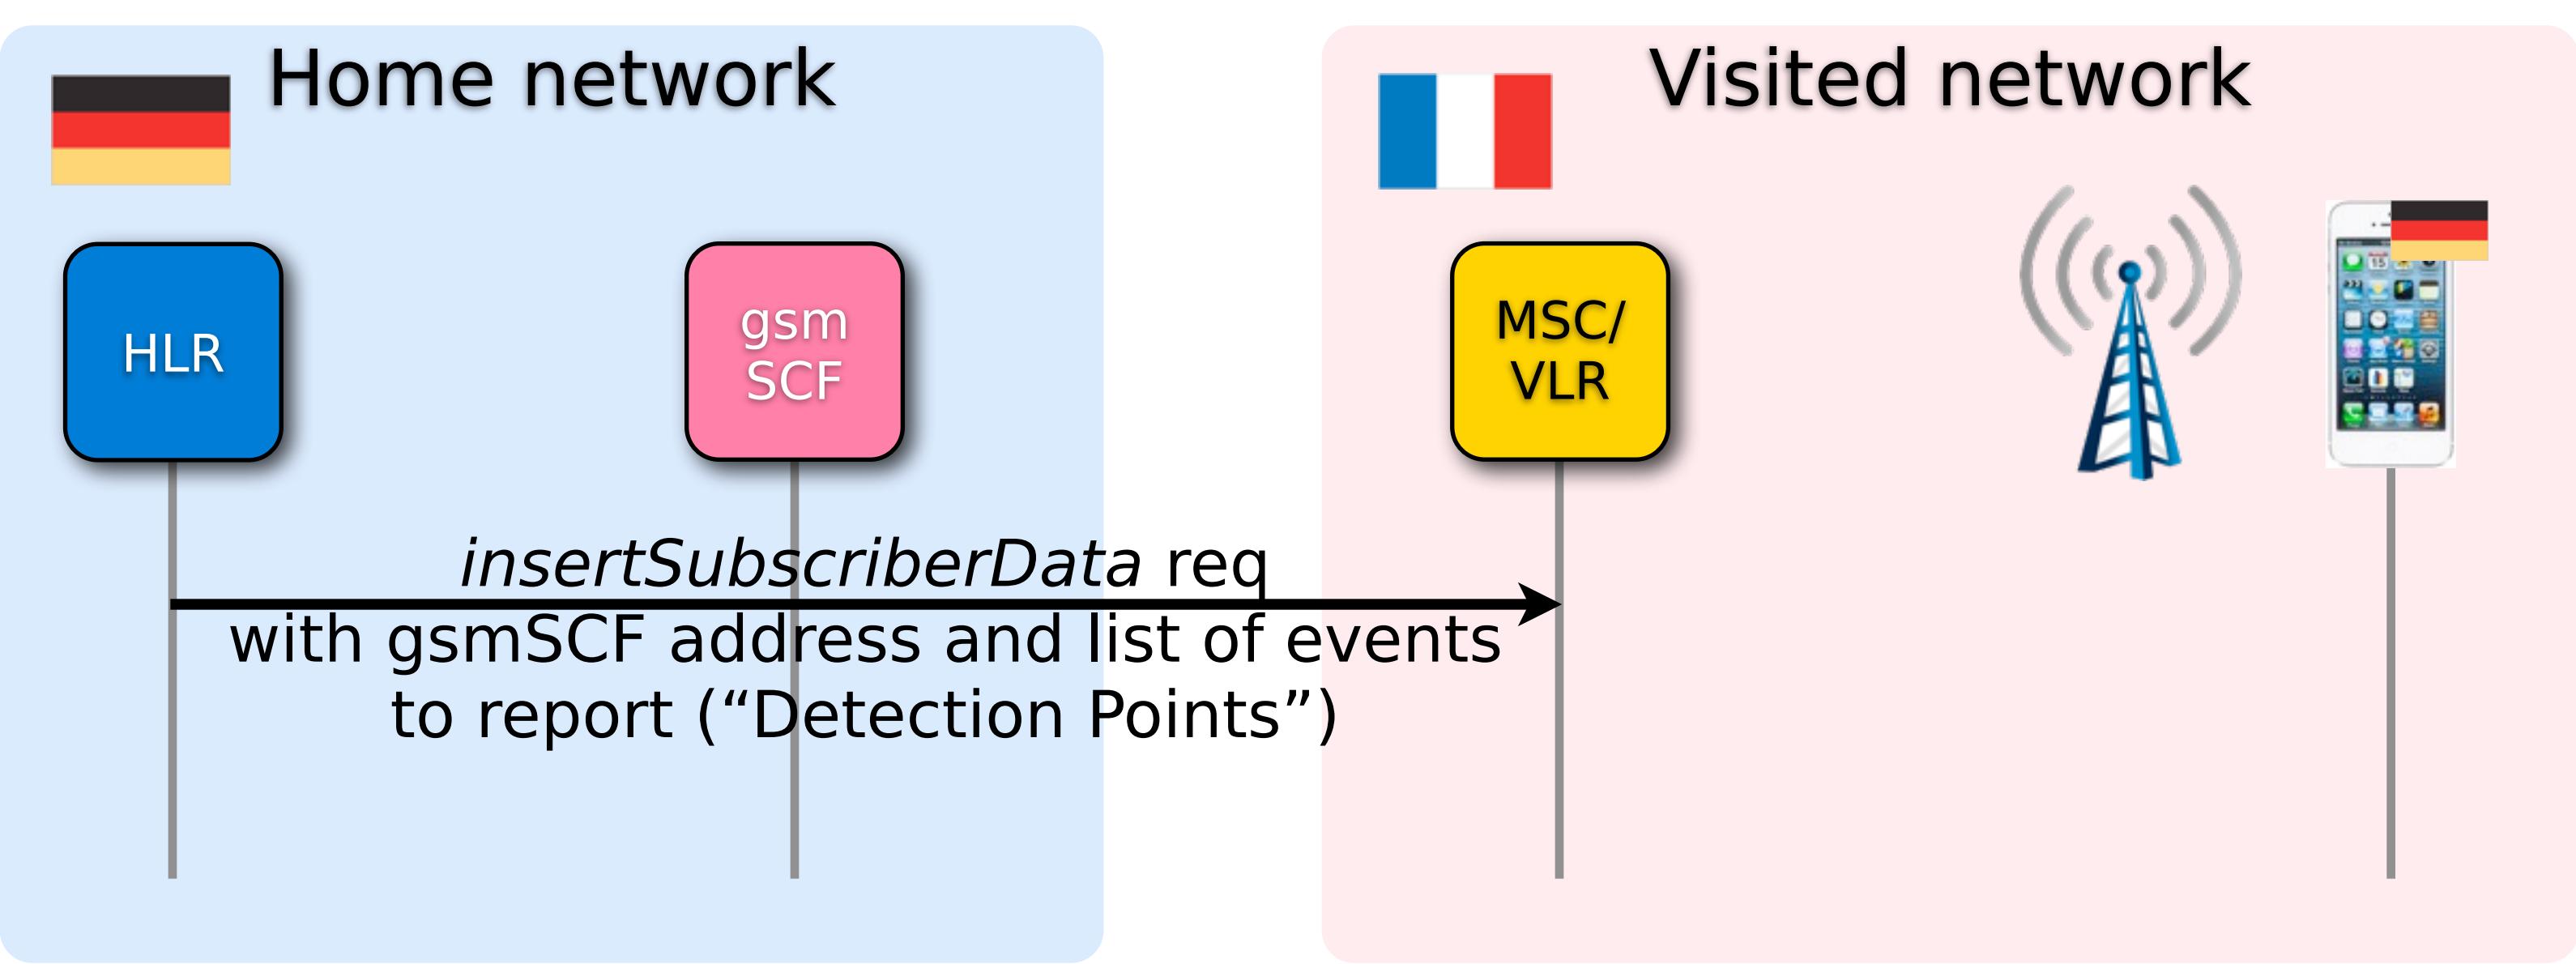 Home network
Visited network
HLR
gsm
SCF
MSC/
VLR
insertSubscriberData req
with gsmSCF address and list of events
to report (“Detection Points”)